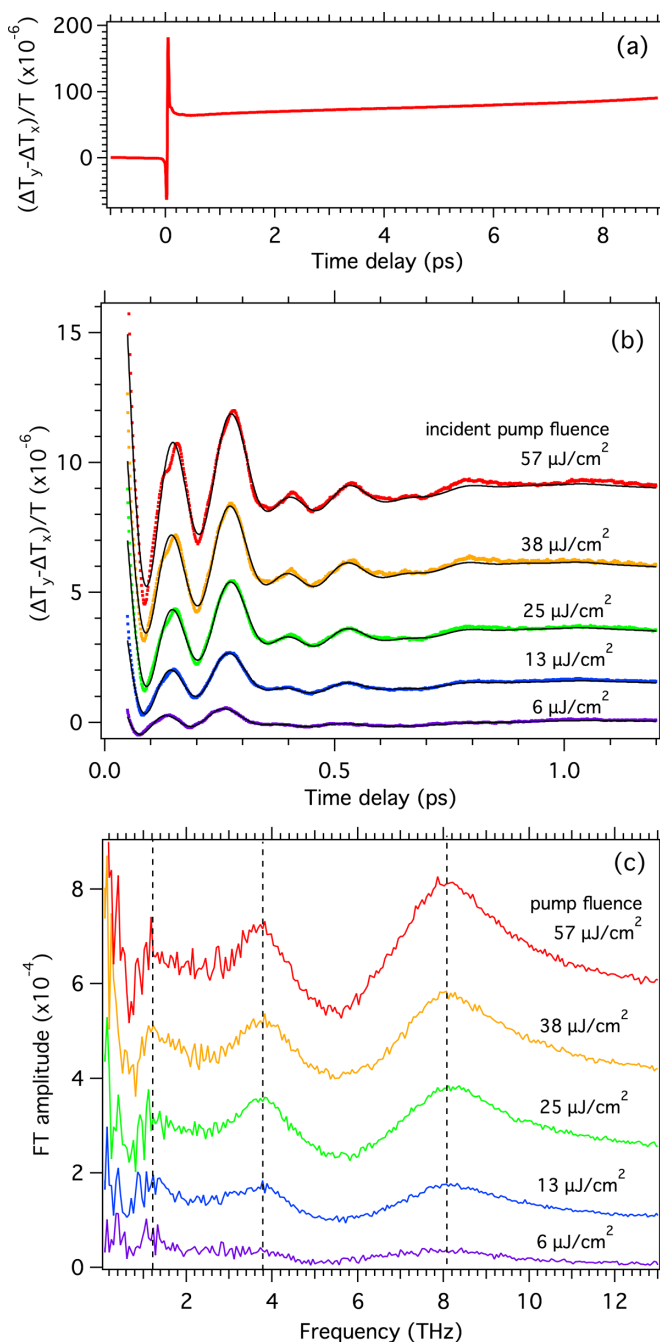 (a)
200
100
0
(ΔT_y-ΔT_x)/T (x10^-6)
0 2 4 6 8
Time delay (ps)
(b)
15
10
5
0
(ΔT_y-ΔT_x)/T (x10^-6)
incident pump fluence
57 μJ/cm^2
38 μJ/cm^2
25 μJ/cm^2
13 μJ/cm^2
6 μJ/cm^2
0.0 0.5 1.0
Time delay (ps)
(c)
8
6
4
2
0
FT amplitude (x10^-4)
pump fluence
57 μJ/cm^2
38 μJ/cm^2
25 μJ/cm^2
13 μJ/cm^2
6 μJ/cm^2
2 4 6 8 10 12
Frequency (THz)